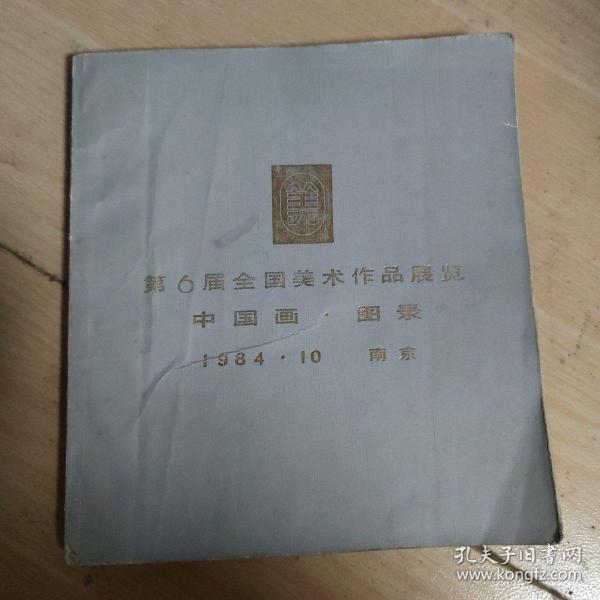 美
第6届全国美术作品展览
中国画·图录
1984·10 南京
孔夫子旧书网
www.kongfz.com